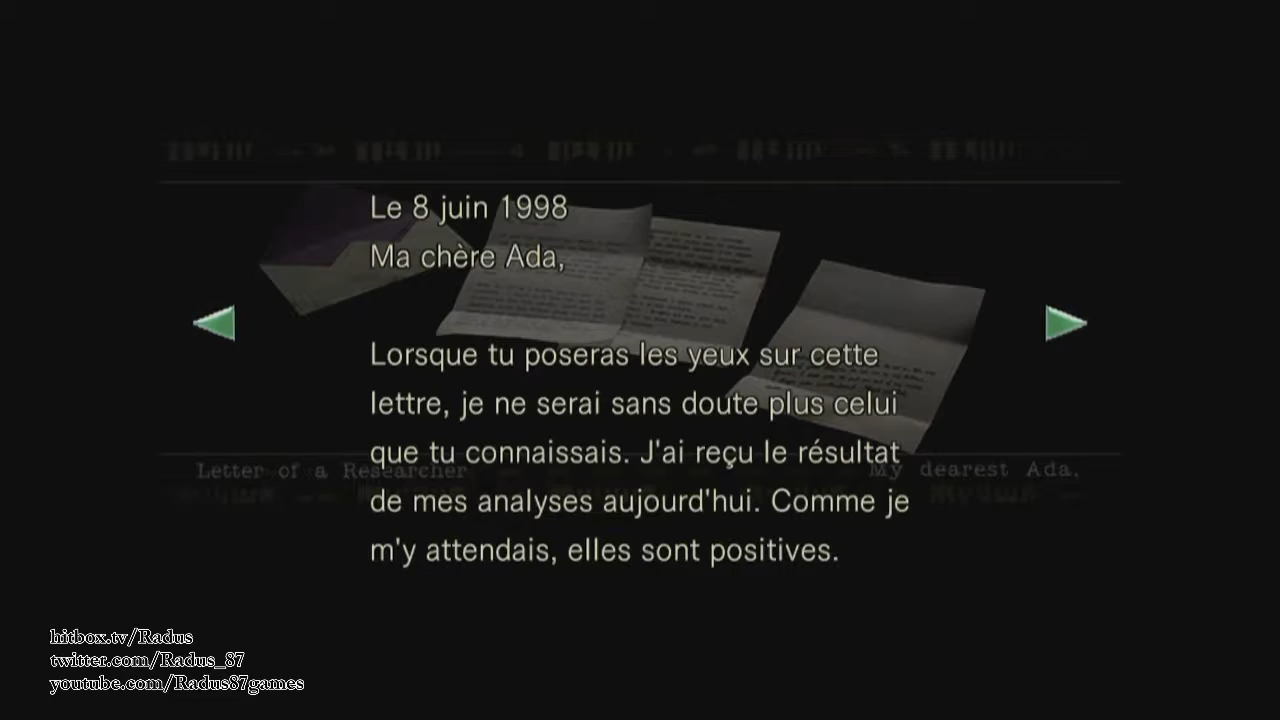 Le 8 juin 1998
Ma chère Ada,
Lorsque tu poseras les yeux sur cette
lettre, je ne serai sans doute plus celui
que tu connaissais. J'ai reçu le résultat
de mes analyses aujourd'hui. Comme je
m'y attendais, elles sont positives.
Letter of a Researcher
My dearest Ada.
hitbox.tv/Radus
twitter.com/Radus_87
youtube.com/Radus87games